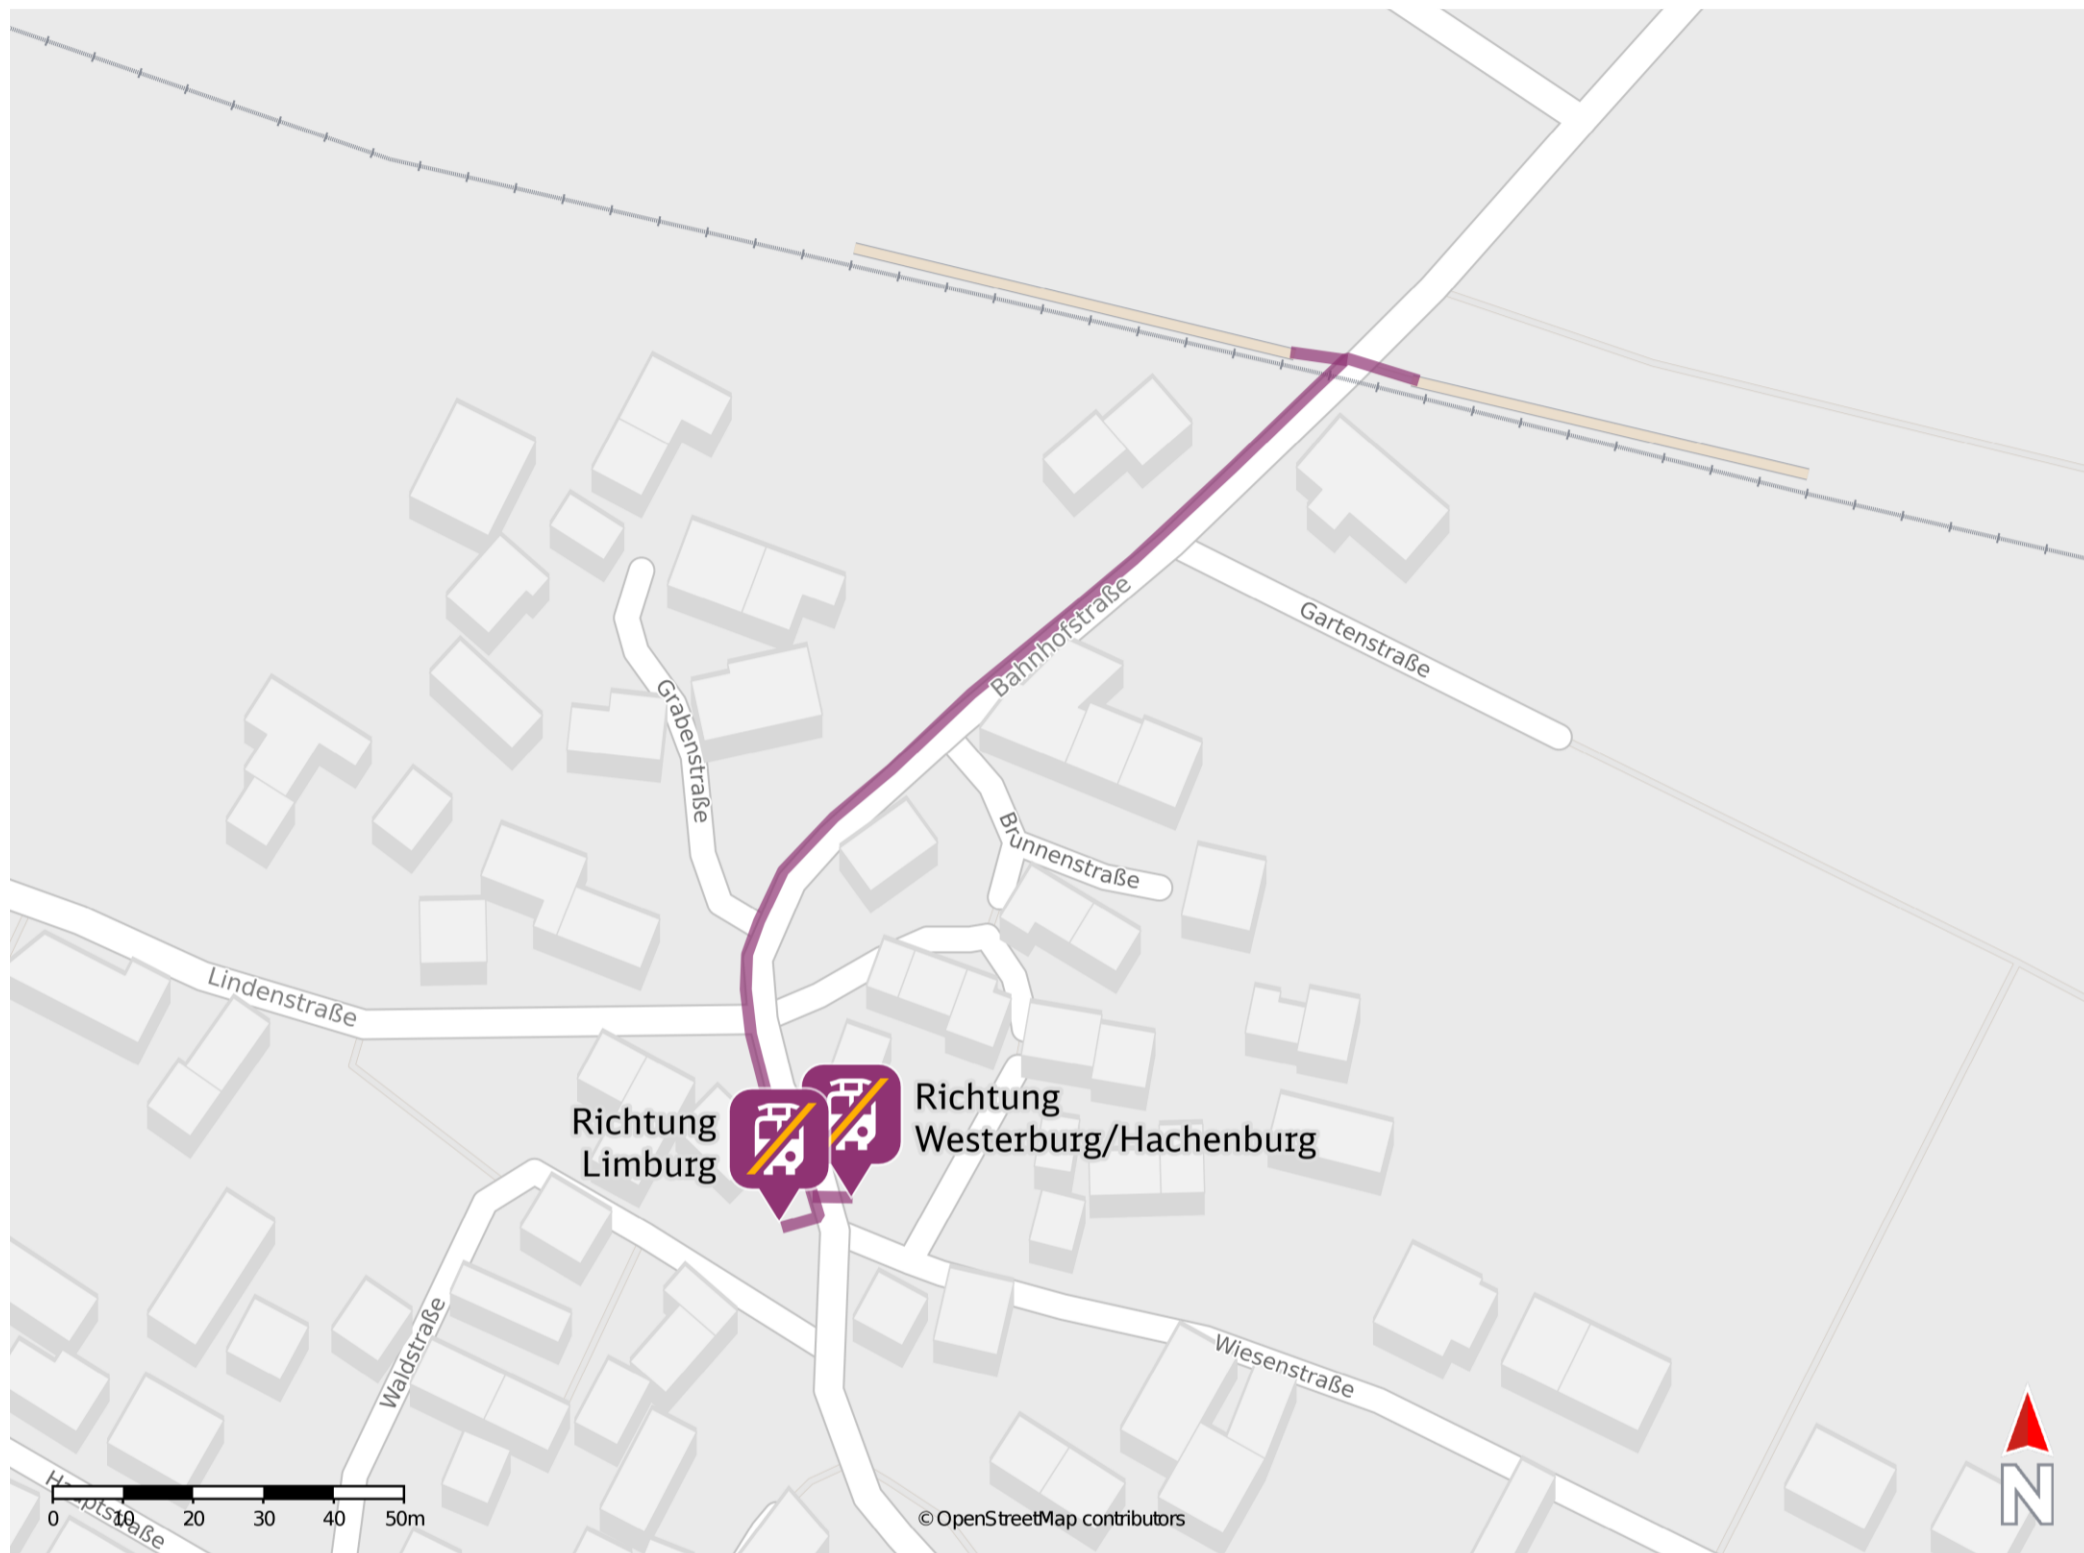 Bahnhofstraße
Gartenstraße
Grabenstraße
Brunnenstraße
Lindenstraße
Richtung
Westerburg/Hachenburg
Richtung
Limburg
Waldstraße
Wiesenstraße
Hauptstraße
0 10 20 30 40 50m
© OpenStreetMap contributors
N